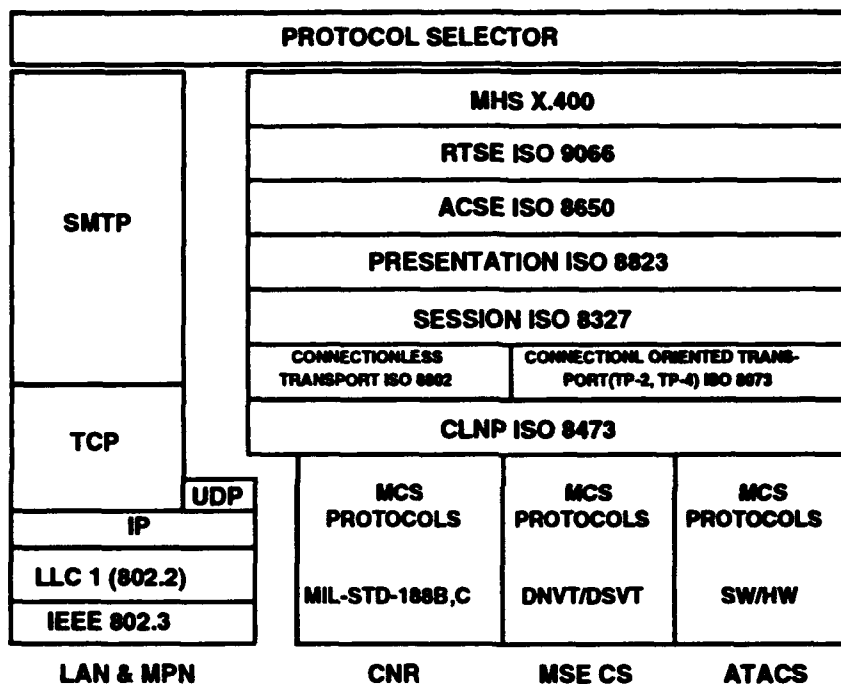 PROTOCOL SELECTOR
SMTP
TCP
UDP
IP
LLC 1 (802.2)
IEEE 802.3
LAN & MPN
MHS X.400
RTSE ISO 9066
ACSE ISO 8650
PRESENTATION ISO 8823
SESSION ISO 8327
CONNECTIONLESS
TRANSPORT ISO 8802
CONNECTIONL ORIENTED TRANS-
PORT(TP-2, TP-4) ISO 8073
CLNP ISO 8473
MCS
PROTOCOLS
MIL-STD-188B,C
CNR
MCS
PROTOCOLS
DNVT/DSVT
MSE CS
MCS
PROTOCOLS
SW/HW
ATACS